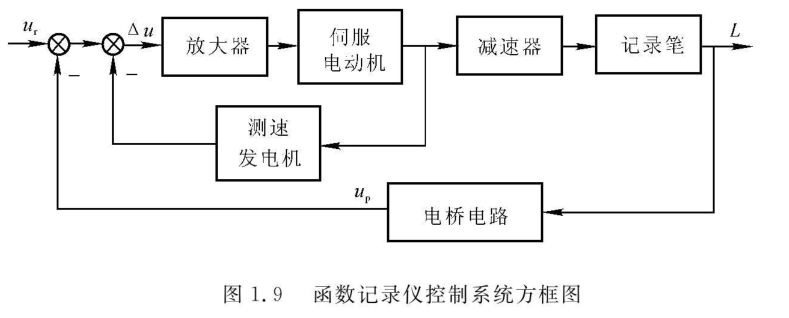 u_r
Δu
放大器
伺服
电动机
减速器
记录笔
L
测速
发电机
u_p
电桥电路
图 1.9 函数记录仪控制系统方框图